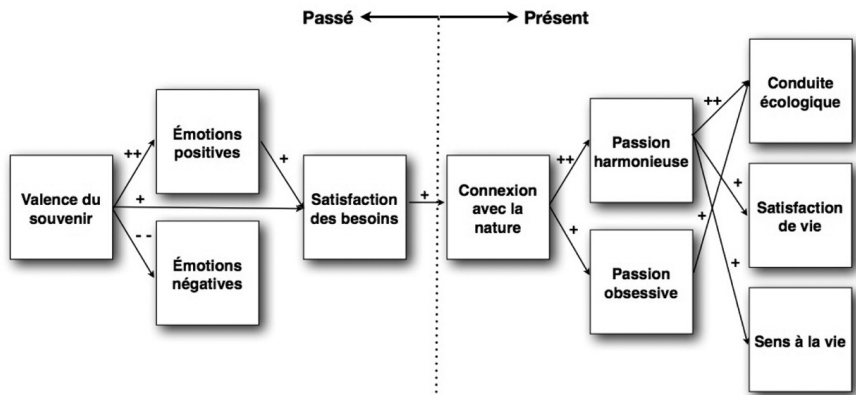 Passé
Présent
Valence du
souvenir
++
+
- -
Émotions
positives
Émotions
négatives
+
Satisfaction
des besoins
+
Connexion
avec la
nature
++
+
Passion
harmonieuse
Passion
obsessive
++
+
+
+
Conduite
écologique
Satisfaction
de vie
Sens à la vie